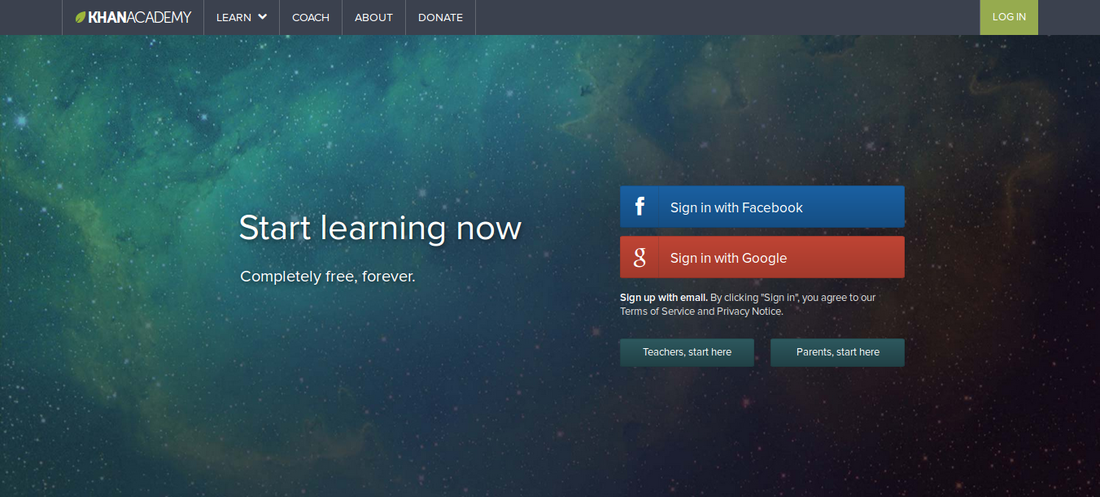 KHANACADEMY
LEARN
COACH
ABOUT
DONATE
LOG IN
Start learning now
Completely free, forever.
f
Sign in with Facebook
g
Sign in with Google
Sign up with email. By clicking "Sign in", you agree to our
Terms of Service and Privacy Notice.
Teachers, start here
Parents, start here